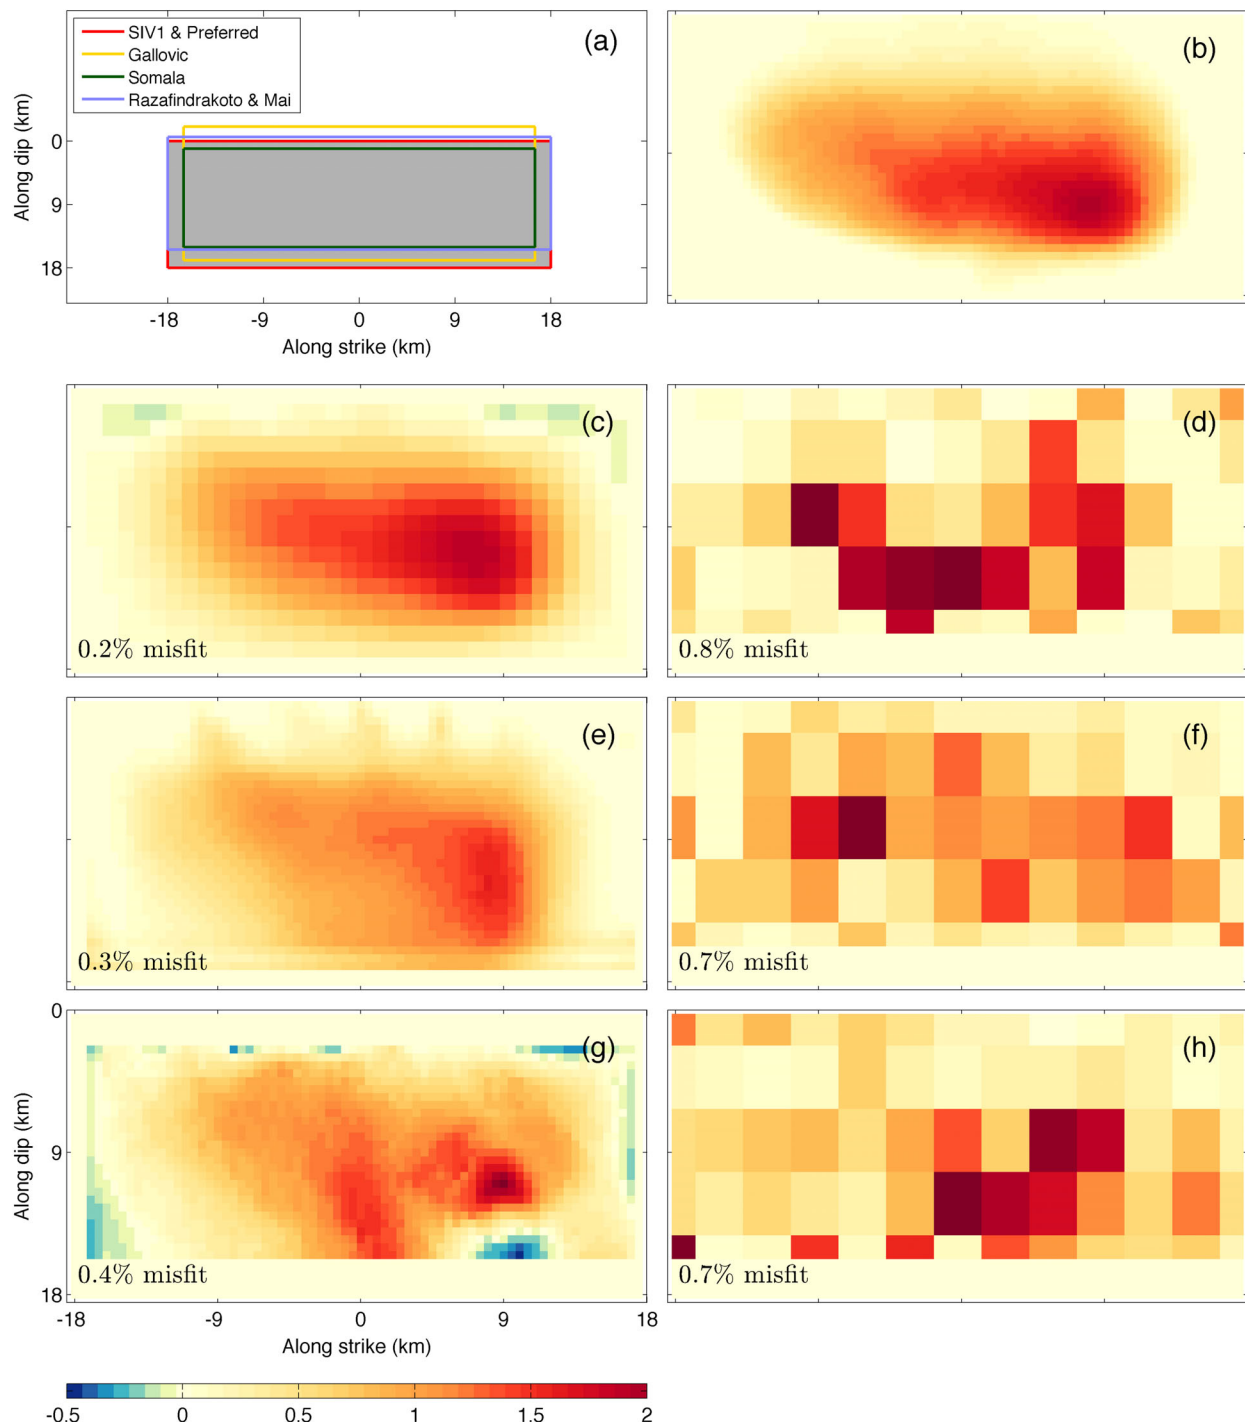 SIV1 & Preferred
Gallovic
Somala
Razafindrakoto & Mai
(a)
(b)
Along dip (km)
0
9
18
-18 -9 0 9 18
Along strike (km)
(c)
0.2% misfit
(d)
0.8% misfit
(e)
0.3% misfit
(f)
0.7% misfit
(g)
0.4% misfit
(h)
0.7% misfit
Along dip (km)
0
9
18
-18 -9 0 9 18
Along strike (km)
-0.5 0 0.5 1 1.5 2